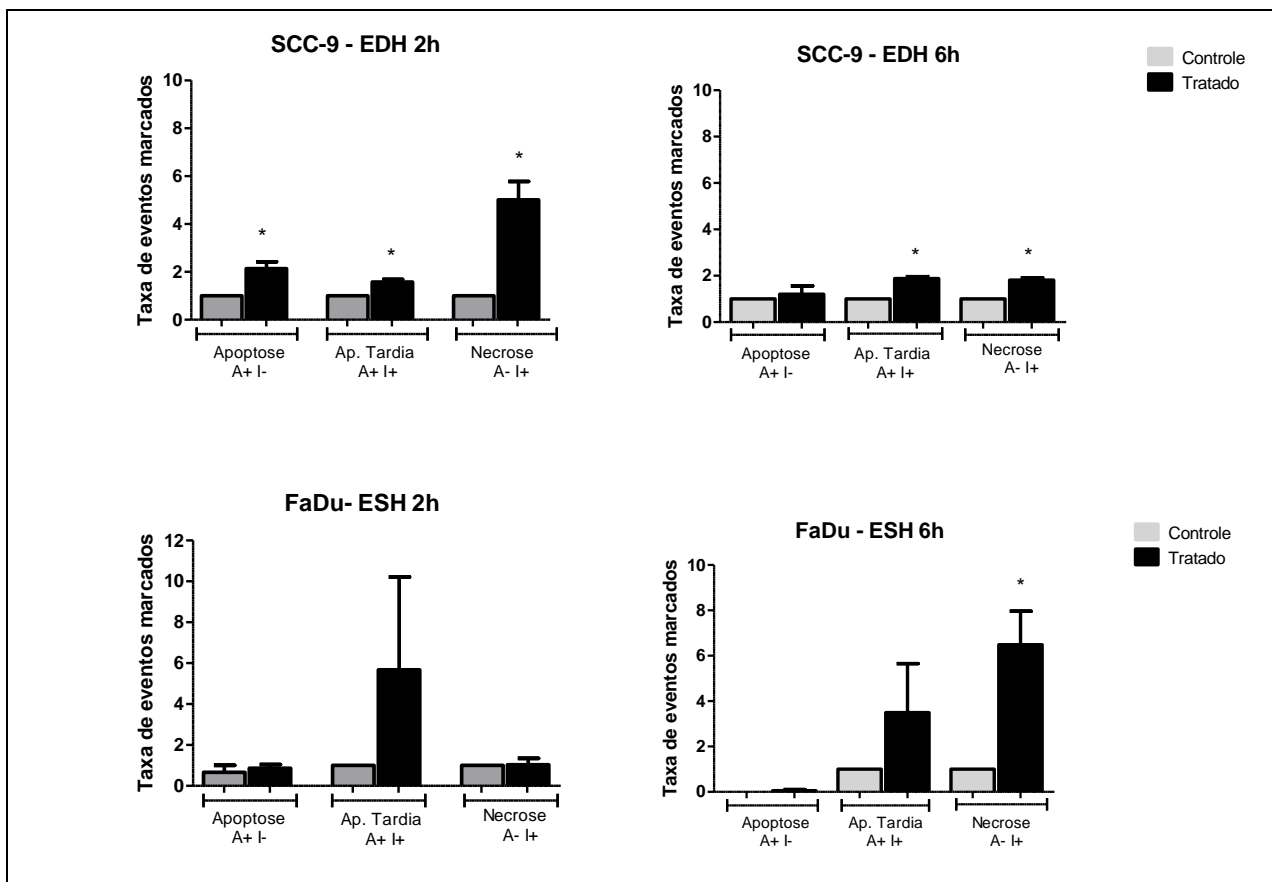 SCC-9 - EDH 2h
Taxa de eventos marcados
10
8
6
4
2
0
*
*
*
Apoptose
A+ I-
Ap. Tardia
A+ I+
Necrose
A- I+
SCC-9 - EDH 6h
Controle
Tratado
Taxa de eventos marcados
10
8
6
4
2
0
*
*
Apoptose
A+ I-
Ap. Tardia
A+ I+
Necrose
A- I+
FaDu- ESH 2h
Taxa de eventos marcados
12
10
8
6
4
2
0
Apoptose
A+ I-
Ap. Tardia
A+ I+
Necrose
A- I+
FaDu - ESH 6h
Controle
Tratado
Taxa de eventos marcados
10
8
6
4
2
0
*
Apoptose
A+ I-
Ap. Tardia
A+ I+
Necrose
A- I+